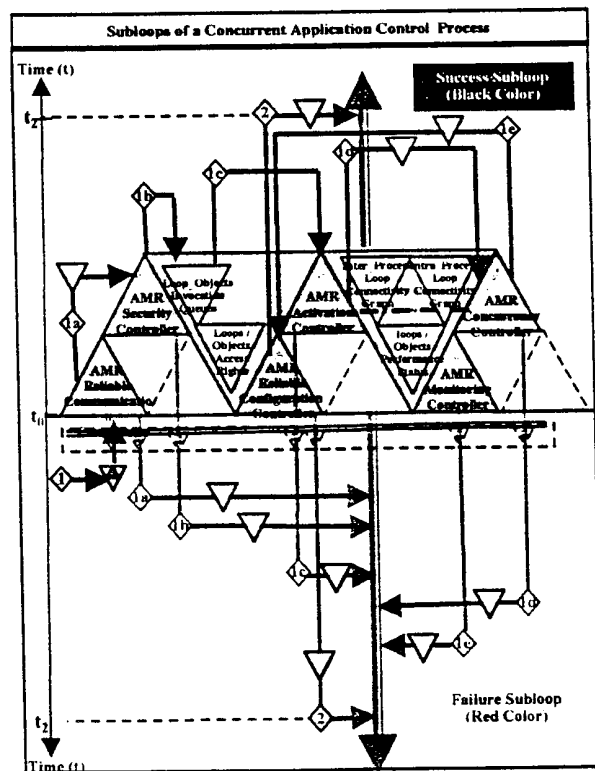 Subloops of a Concurrent Application Control Process
Time (t)
Success Subloop
(Black Color)
t2
2
1e
1d
1c
1b
1a
AMR
Security
Controller
Loop Objects
Invocation
Queues
AMR
Activation
Controller
Inter Process
Loop
Connectivity
Graph
Intra Process
Loop
Connectivity
Graph
AMR
Concurrency
Controller
AMR
Reliable
Communicatio
Loops /
Objects
Access
Rights
AMR
Reliable
Configuration
Controller
loops /
Objects
Performance
Status
AMR
Monitoring
Controller
t0
1
1a
1b
1c
1d
1e
2
t2
Failure Subloop
(Red Color)
Time (t)